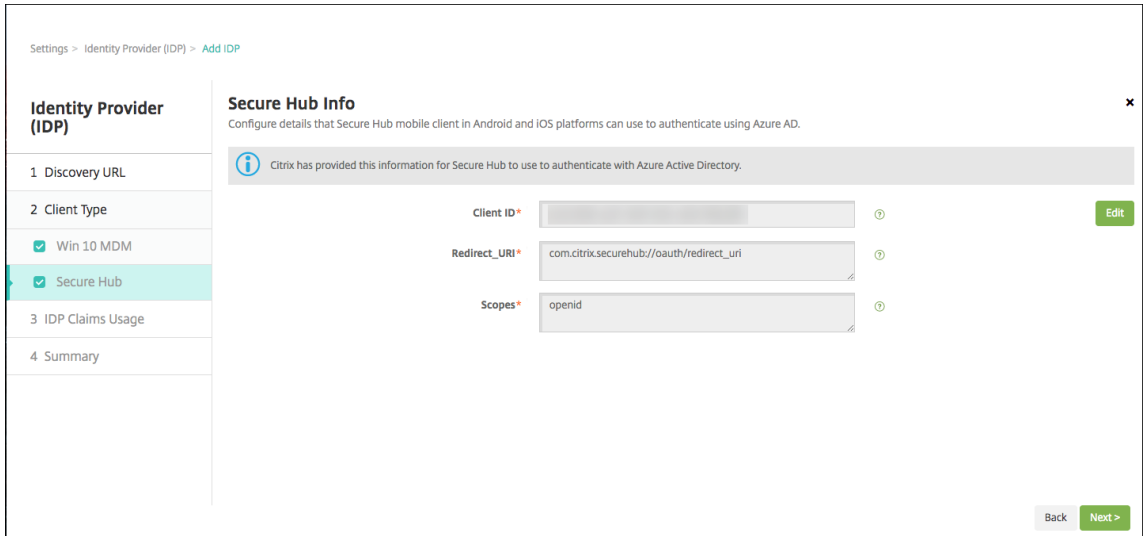 Settings > Identity Provider (IDP) > Add IDP
Identity Provider
(IDP)
1 Discovery URL
2 Client Type
Win 10 MDM
Secure Hub
3 IDP Claims Usage
4 Summary
Secure Hub Info
×
Configure details that Secure Hub mobile client in Android and iOS platforms can use to authenticate using Azure AD.
Citrix has provided this information for Secure Hub to use to authenticate with Azure Active Directory.
Client ID*
?
Edit
Redirect_URI*
com.citrix.securehub://oauth/redirect_uri
?
Scopes*
openid
?
Back
Next >